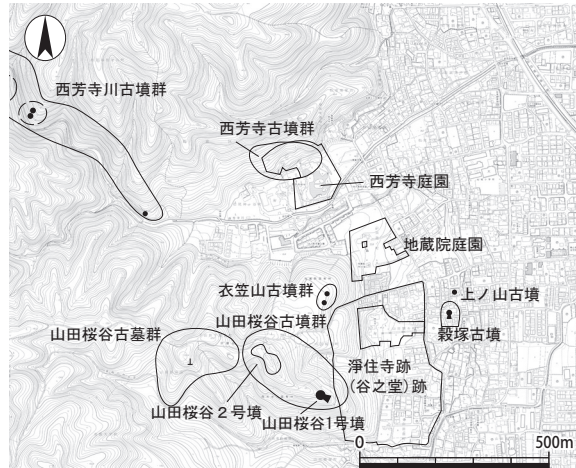 西芳寺川古墳群
西芳寺古墳群
西芳寺庭園
地蔵院庭園
衣笠山古墳群
上ノ山古墳
山田桜谷古墳群
穀塚古墳
山田桜谷古墓群
浄住寺跡
(谷之堂)跡
山田桜谷2号墳
山田桜谷1号墳
0
500m